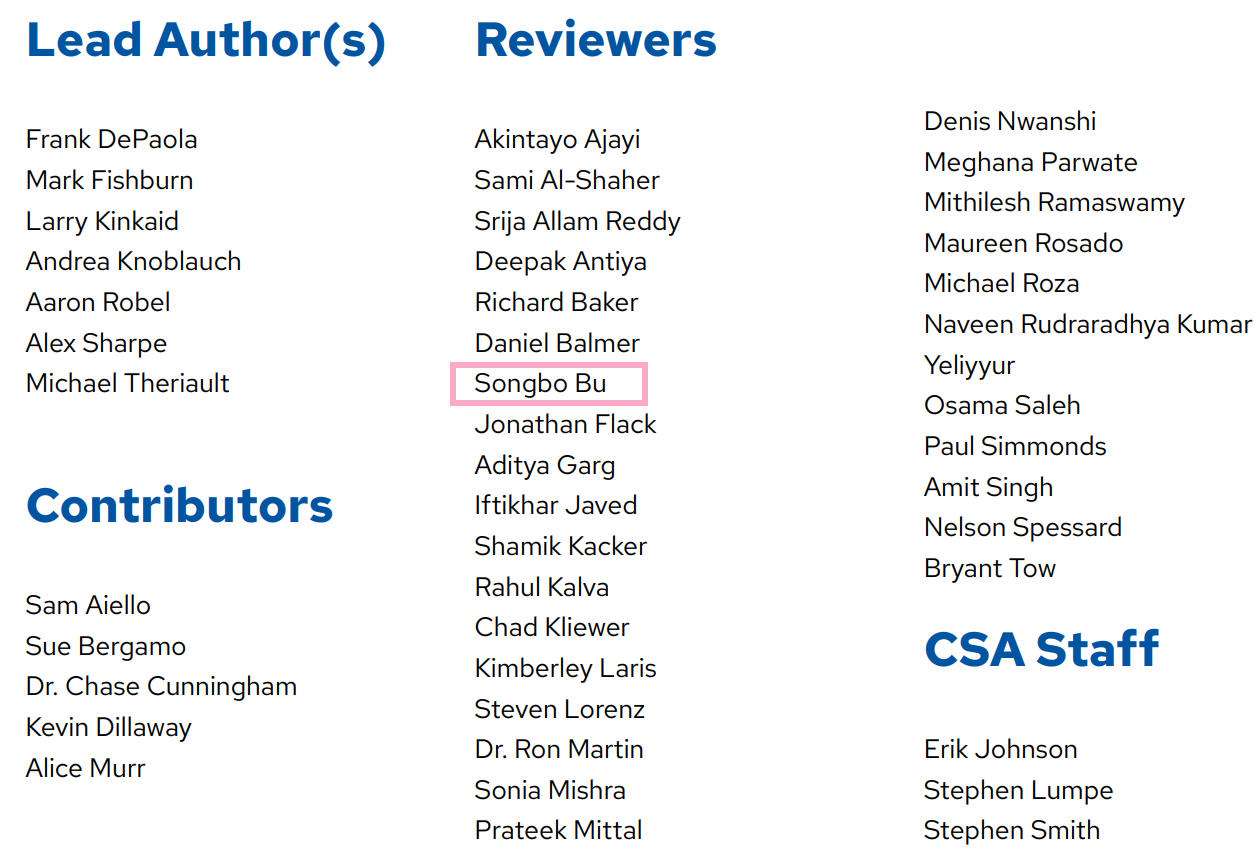 Lead Author(s)
Frank DePaola
Mark Fishburn
Larry Kinkaid
Andrea Knoblauch
Aaron Robel
Alex Sharpe
Michael Theriault
Contributors
Sam Aiello
Sue Bergamo
Dr. Chase Cunningham
Kevin Dillaway
Alice Murr
Reviewers
Akintayo Ajayi
Sami Al-Shaher
Srija Allam Reddy
Deepak Antiya
Richard Baker
Daniel Balmer
Songbo Bu
Jonathan Flack
Aditya Garg
Iftikhar Javed
Shamik Kacker
Rahul Kalva
Chad Kliewer
Kimberley Laris
Steven Lorenz
Dr. Ron Martin
Sonia Mishra
Prateek Mittal
Denis Nwanshi
Meghana Parwate
Mithilesh Ramaswamy
Maureen Rosado
Michael Roza
Naveen Rudraradhya Kumar
Yeliyyur
Osama Saleh
Paul Simmonds
Amit Singh
Nelson Spessard
Bryant Tow
CSA Staff
Erik Johnson
Stephen Lumpe
Stephen Smith